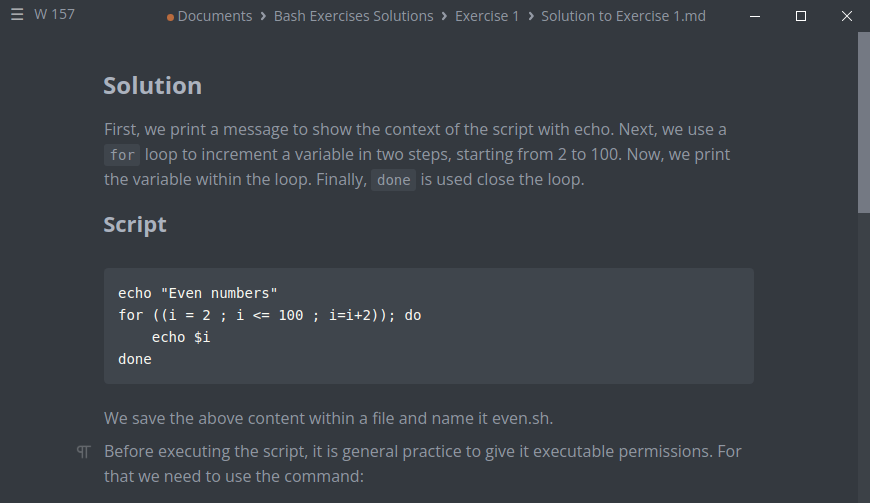 W 157
Documents > Bash Exercises Solutions > Exercise 1 > Solution to Exercise 1.md
Solution
First, we print a message to show the context of the script with echo. Next, we use a
for loop to increment a variable in two steps, starting from 2 to 100. Now, we print
the variable within the loop. Finally, done is used close the loop.
Script
echo "Even numbers"
for ((i = 2 ; i <= 100 ; i=i+2)); do
    echo $i
done
We save the above content within a file and name it even.sh.
Before executing the script, it is general practice to give it executable permissions. For
that we need to use the command: